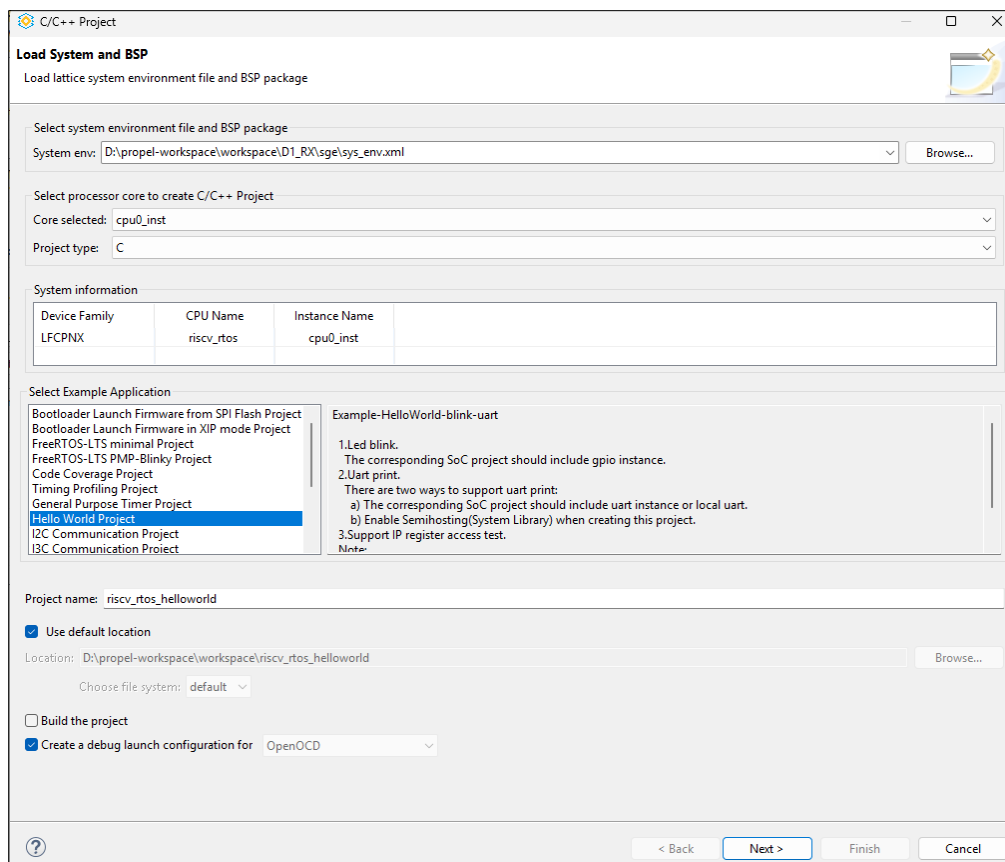 C/C++ Project
Load System and BSP
Load lattice system environment file and BSP package
Select system environment file and BSP package
System env: D:\propel-workspace\workspace\D1_RX\sge\sys_env.xml Browse...
Select processor core to create C/C++ Project
Core selected: cpu0_inst
Project type: C
System information
Device Family CPU Name Instance Name
LFCPNX riscv_rtos cpu0_inst
Select Example Application
Bootloader Launch Firmware from SPI Flash Project
Bootloader Launch Firmware in XIP mode Project
FreeRTOS-LTS minimal Project
FreeRTOS-LTS PMP-Blinky Project
Code Coverage Project
Timing Profiling Project
General Purpose Timer Project
Hello World Project
I2C Communication Project
I3C Communication Project
Example-HelloWorld-blink-uart
1.Led blink.
The corresponding SoC project should include gpio instance.
2.Uart print.
There are two ways to support uart print:
a) The corresponding SoC project should include uart instance or local uart.
b) Enable Semihosting(System Library) when creating this project.
3.Support IP register access test.
Note:
Project name: riscv_rtos_helloworld
Use default location
Location: D:\propel-workspace\workspace\riscv_rtos_helloworld Browse...
Choose file system: default
Build the project
Create a debug launch configuration for OpenOCD
? < Back Next > Finish Cancel